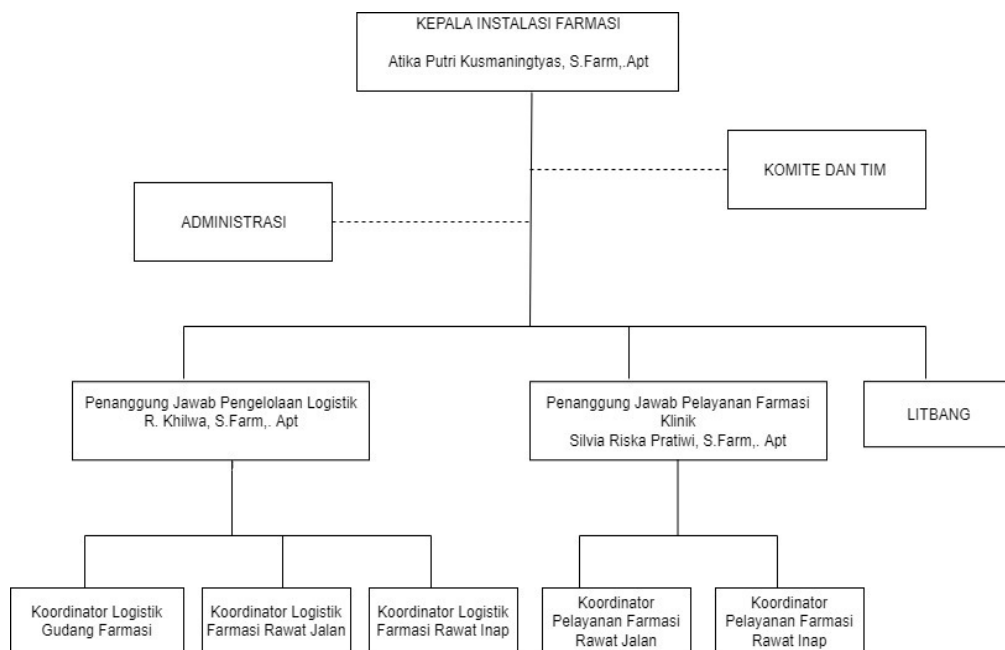 KEPALA INSTALASI FARMASI
Atika Putri Kusmaningtyas, S.Farm,.Apt
KOMITE DAN TIM
ADMINISTRASI
Penanggung Jawab Pengelolaan Logistik
R. Khilwa, S.Farm,. Apt
Penanggung Jawab Pelayanan Farmasi
Klinik
Silvia Riska Pratiwi, S.Farm,. Apt
LITBANG
Koordinator Logistik
Gudang Farmasi
Koordinator Logistik
Farmasi Rawat Jalan
Koordinator Logistik
Farmasi Rawat Inap
Koordinator
Pelayanan Farmasi
Rawat Jalan
Koordinator
Pelayanan Farmasi
Rawat Inap